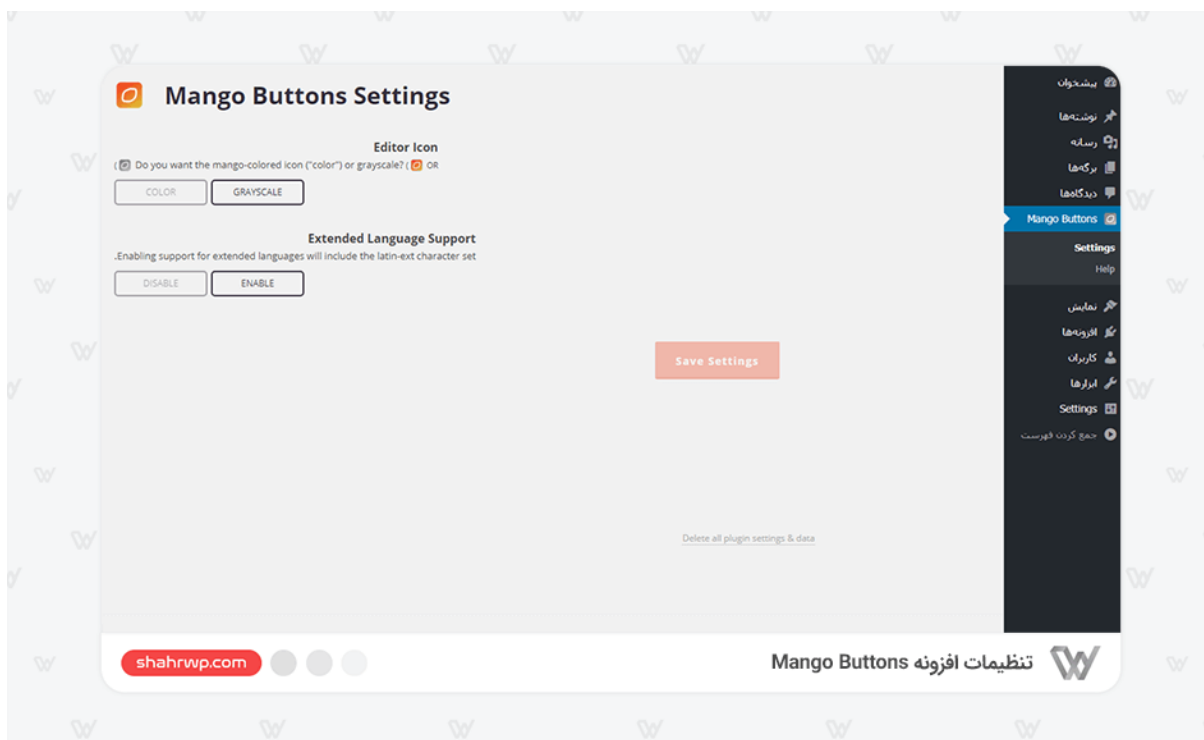 Mango Buttons Settings
Editor Icon
Do you want the mango-colored icon ("color") or grayscale? ( OR (
COLOR
GRAYSCALE
Extended Language Support
.Enabling support for extended languages will include the latin-ext character set
DISABLE
ENABLE
Save Settings
Delete all plugin settings & data
پیشخوان
نوشته‌ها
رسانه
برگه‌ها
دیدگاه‌ها
Mango Buttons
Settings
Help
نمایش
افزونه‌ها
کاربران
ابزارها
Settings
جمع کردن فهرست
تنظیمات افزونه Mango Buttons
shahrwp.com